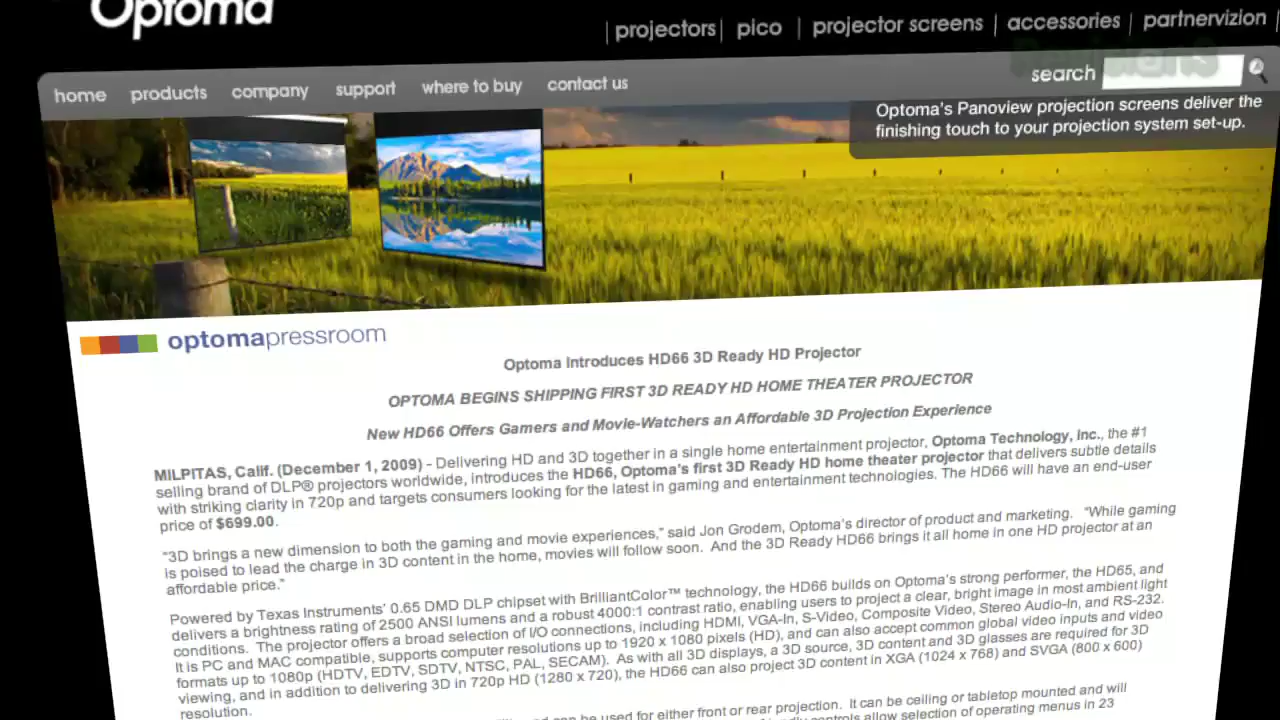 Optoma
projectors
pico
projector screens
accessories
partnervizion
home
products
company
support
where to buy
contact us
search
Optoma's Panoview projection screens deliver the
finishing touch to your projection system set-up.
optomapressroom
Optoma Introduces HD66 3D Ready HD Projector
OPTOMA BEGINS SHIPPING FIRST 3D READY HD HOME THEATER PROJECTOR
New HD66 Offers Gamers and Movie-Watchers an Affordable 3D Projection Experience
MILPITAS, Calif. (December 1, 2009) - Delivering HD and 3D together in a single home entertainment projector, Optoma Technology, Inc., the #1
selling brand of DLP® projectors worldwide, introduces the HD66, Optoma's first 3D Ready HD home theater projector that delivers subtle details
with striking clarity in 720p and targets consumers looking for the latest in gaming and entertainment technologies. The HD66 will have an end-user
price of $699.00.
"3D brings a new dimension to both the gaming and movie experiences," said Jon Grodem, Optoma's director of product and marketing. "While gaming
is poised to lead the charge in 3D content in the home, movies will follow soon. And the 3D Ready HD66 brings it all home in one HD projector at an
affordable price."
Powered by Texas Instruments' 0.65 DMD DLP chipset with BrilliantColor™ technology, the HD66 builds on Optoma's strong performer, the HD65, and
delivers a brightness rating of 2500 ANSI lumens and a robust 4000:1 contrast ratio, enabling users to project a clear, bright image in most ambient light
conditions. The projector offers a broad selection of I/O connections, including HDMI, VGA-In, S-Video, Composite Video, Stereo Audio-In, and RS-232.
It is PC and MAC compatible, supports computer resolutions up to 1920 x 1080 pixels (HD), and can also accept common global video inputs and video
formats up to 1080p (HDTV, EDTV, SDTV, NTSC, PAL, SECAM). As with all 3D displays, a 3D source, 3D content and 3D glasses are required for 3D
viewing, and in addition to delivering 3D in 720p HD (1280 x 720), the HD66 can also project 3D content in XGA (1024 x 768) and SVGA (800 x 600)
resolution.
and can be used for either front or rear projection. It can be ceiling or tabletop mounted and will
controls allow selection of operating menus in 23